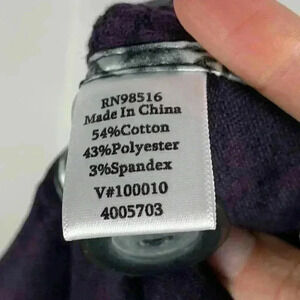 RN98516
Made In China
54%Cotton
43%Polyester
3%Spandex
V#100010
4005703